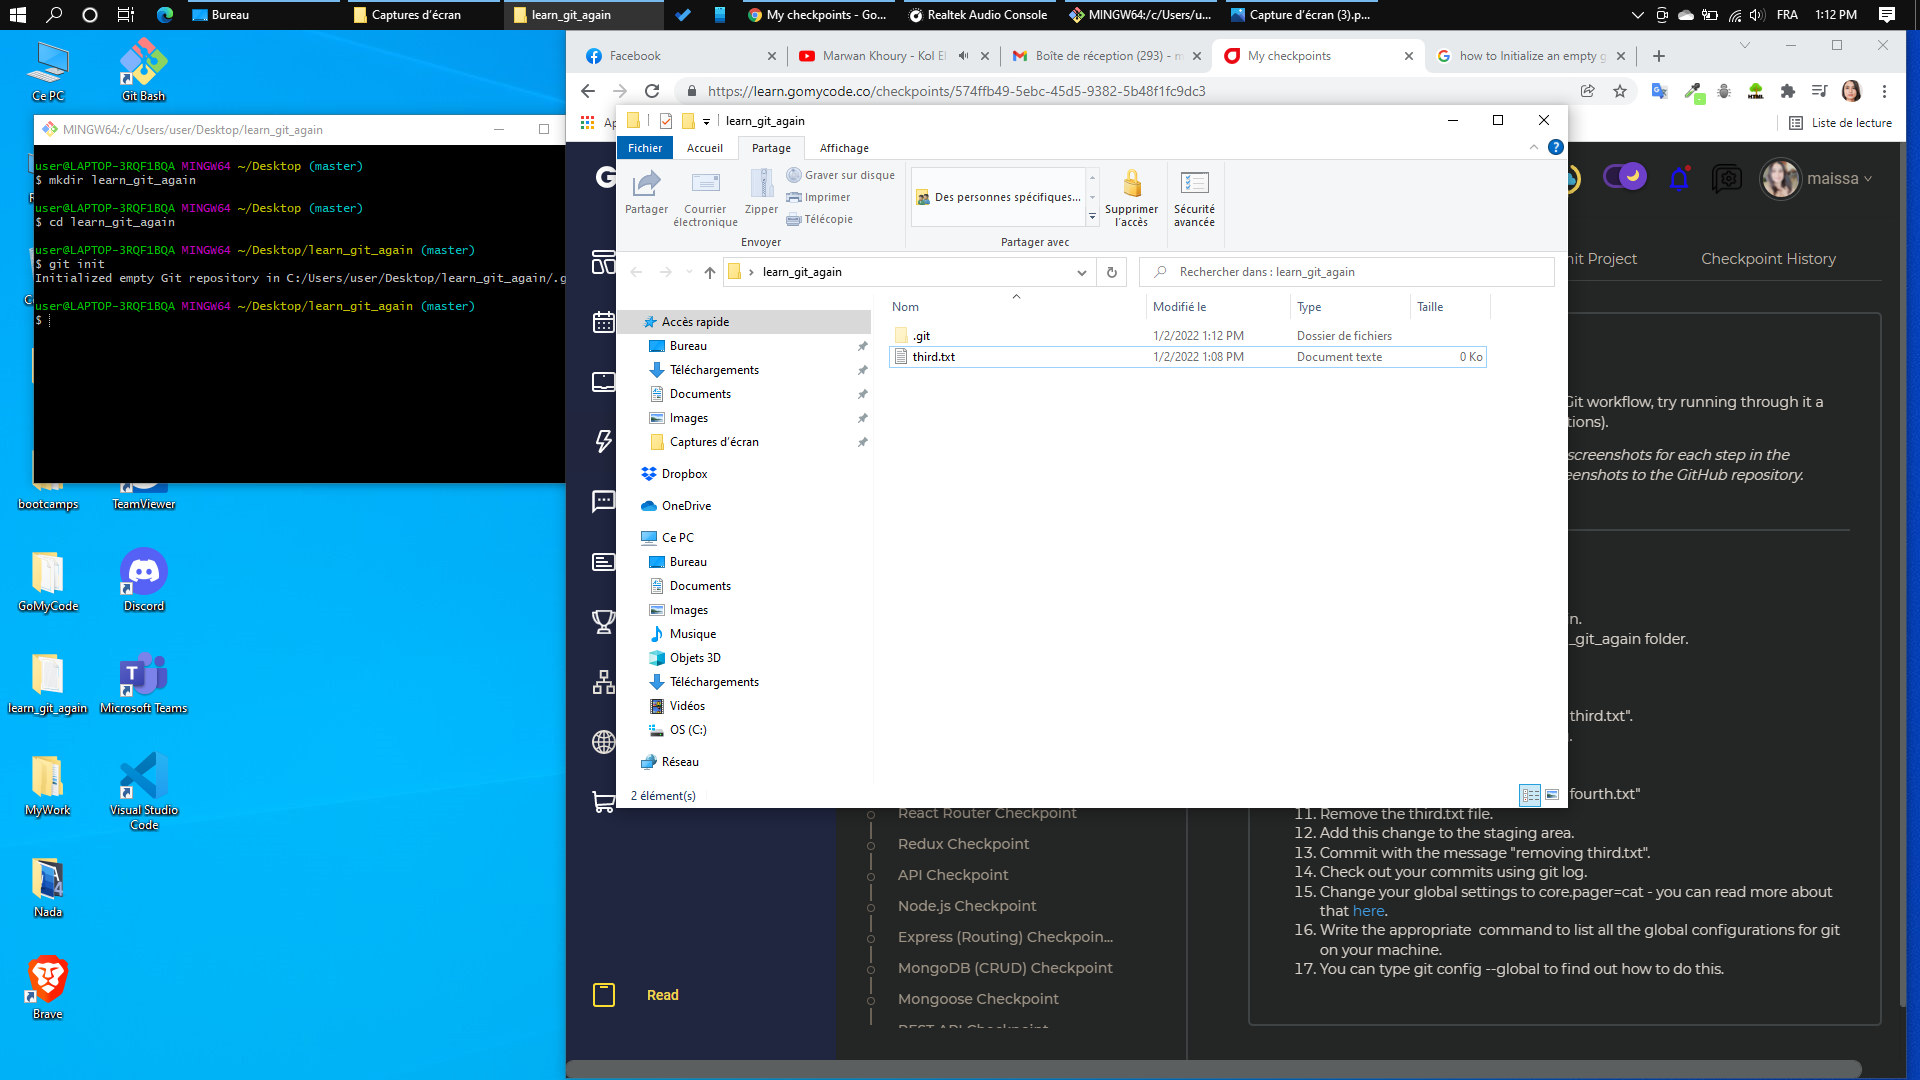 Bureau
Captures d'écran
learn_git_again
My checkpoints - Go...
Realtek Audio Console
MINGW64:/c/Users/u...
Capture d'écran (3).p...
FRA
1:12 PM
Ce PC
Git Bash
Facebook
Marwan Khoury - Kol El
Boîte de réception (293) - m
My checkpoints
how to Initialize an empty g
https://learn.gomycode.co/checkpoints/574ffb49-5ebc-45d5-9382-5b48f1fc9dc3
Liste de lecture
MINGW64:/c/Users/user/Desktop/learn_git_again
user@LAPTOP-3RQF1BQA MINGW64 ~/Desktop (master)
$ mkdir learn_git_again
user@LAPTOP-3RQF1BQA MINGW64 ~/Desktop (master)
$ cd learn_git_again
user@LAPTOP-3RQF1BQA MINGW64 ~/Desktop/learn_git_again (master)
$ git init
Initialized empty Git repository in C:/Users/user/Desktop/learn_git_again/.g
user@LAPTOP-3RQF1BQA MINGW64 ~/Desktop/learn_git_again (master)
$
learn_git_again
Fichier
Accueil
Partage
Affichage
Partager
Courrier électronique
Zipper
Graver sur disque
Imprimer
Télécopie
Envoyer
Des personnes spécifiques...
Partager avec
Supprimer l'accès
Sécurité avancée
learn_git_again
Rechercher dans : learn_git_again
Nom
Modifié le
Type
Taille
.git
1/2/2022 1:12 PM
Dossier de fichiers
third.txt
1/2/2022 1:08 PM
Document texte
0 Ko
Accès rapide
Bureau
Téléchargements
Documents
Images
Captures d'écran
Dropbox
OneDrive
Ce PC
Bureau
Documents
Images
Musique
Objets 3D
Téléchargements
Vidéos
OS (C:)
Réseau
2 élément(s)
maissa
nit Project
Checkpoint History
Git workflow, try running through it a
tions).
screenshots for each step in the
eenshots to the GitHub repository.
n.
_git_again folder.
third.txt".
.
fourth.txt"
11. Remove the third.txt file.
12. Add this change to the staging area.
13. Commit with the message "removing third.txt".
14. Check out your commits using git log.
15. Change your global settings to core.pager=cat - you can read more about
that here.
16. Write the appropriate command to list all the global configurations for git
on your machine.
17. You can type git config --global to find out how to do this.
React Router Checkpoint
Redux Checkpoint
API Checkpoint
Node.js Checkpoint
Express (Routing) Checkpoin...
MongoDB (CRUD) Checkpoint
Mongoose Checkpoint
REST API Checkpoint
Read
bootcamps
TeamViewer
GoMyCode
Discord
learn_git_again
Microsoft Teams
MyWork
Visual Studio Code
Nada
Brave